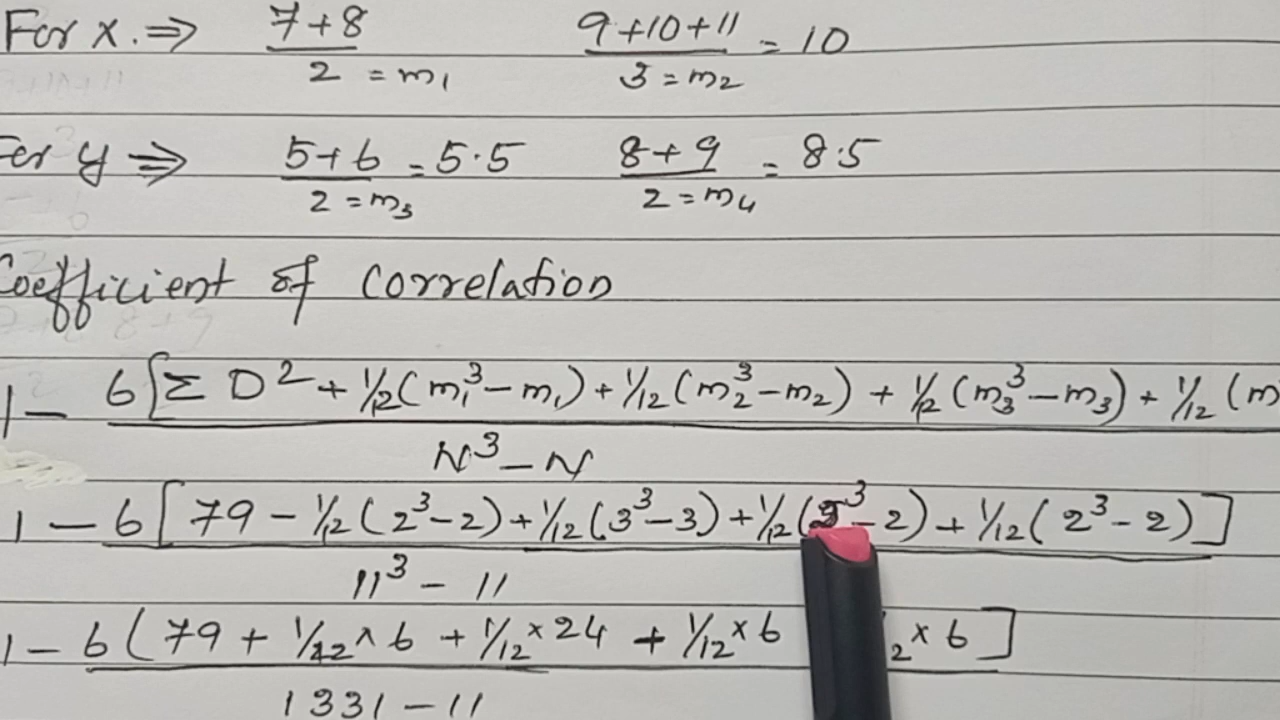 For x. ⇒ 7+8 9+10+11 = 10
2 = m₁ 3 = m₂
For y ⇒ 5+6 = 5.5 8+9 = 8.5
2 = m₃ 2 = m₄
Coefficient of correlation
1 - 6[Σ D² + 1/12(m₁³ - m₁) + 1/12(m₂³ - m₂) + 1/12(m₃³ - m₃) + 1/12(m
N³ - N
1 - 6[79 - 1/12(2³ - 2) + 1/12(3³ - 3) + 1/12(2³ - 2) + 1/12(2³ - 2)]
11³ - 11
1 - 6(79 + 1/12 × 6 + 1/12 × 24 + 1/12 × 6 2 × 6]
1331 - 11